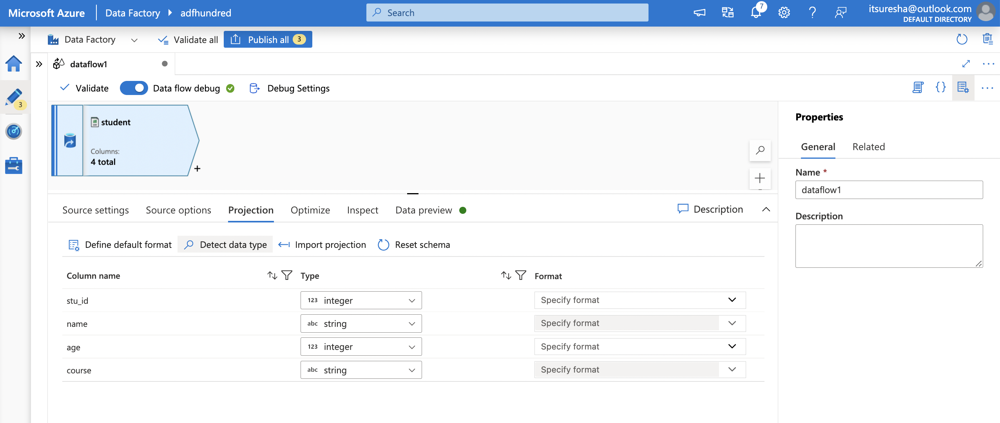 Microsoft Azure Data Factory adfhundred Search 7 itsuresha@outlook.com
DEFAULT DIRECTORY
Data Factory Validate all Publish all 3
dataflow1
3
Validate Data flow debug Debug Settings
student
CSV
Columns:
4 total
Properties
General Related
Name *
dataflow1
Description
Source settings Source options Projection Optimize Inspect Data preview Description
Define default format Detect data type Import projection Reset schema
Column name Type Format
stu_id 123 integer Specify format
name abc string Specify format
age 123 integer Specify format
course abc string Specify format